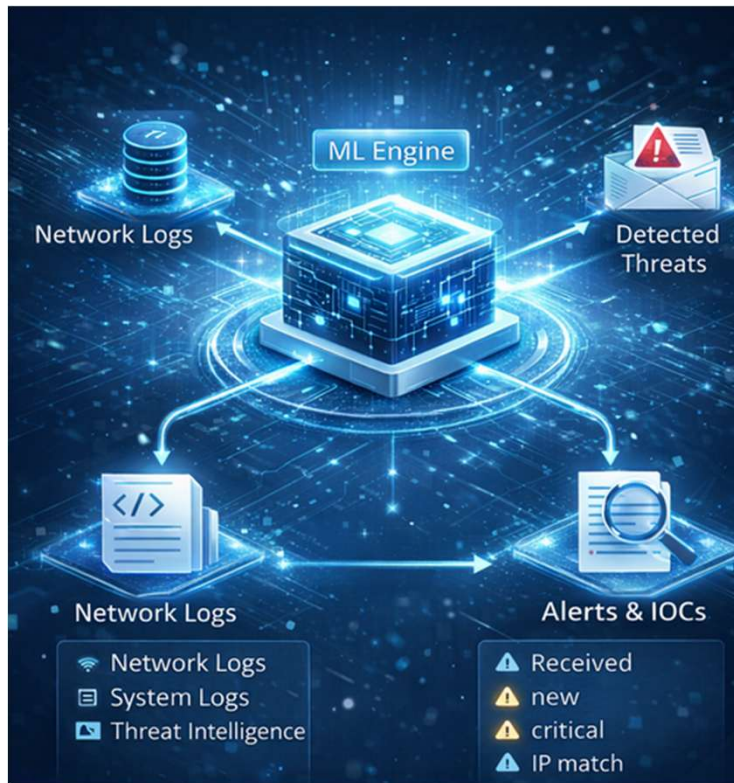 ML Engine
Network Logs
Detected
Threats
</>
Network Logs
Alerts & IOCs
Network Logs
System Logs
Threat Intelligence
Received
new
critical
IP match